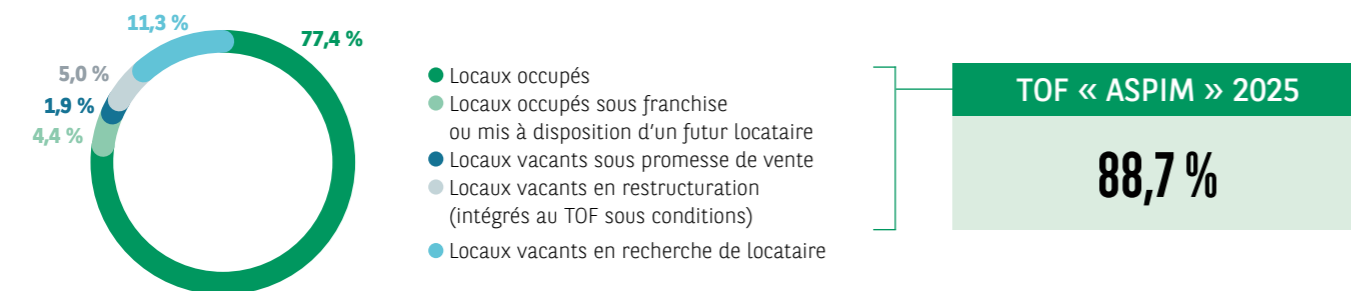 11,3 %
77,4 %
5,0 %
1,9 %
4,4 %
Locaux occupés
Locaux occupés sous franchise
ou mis à disposition d'un futur locataire
Locaux vacants sous promesse de vente
Locaux vacants en restructuration
(intégrés au TOF sous conditions)
Locaux vacants en recherche de locataire
TOF « ASPIM » 2025
88,7 %